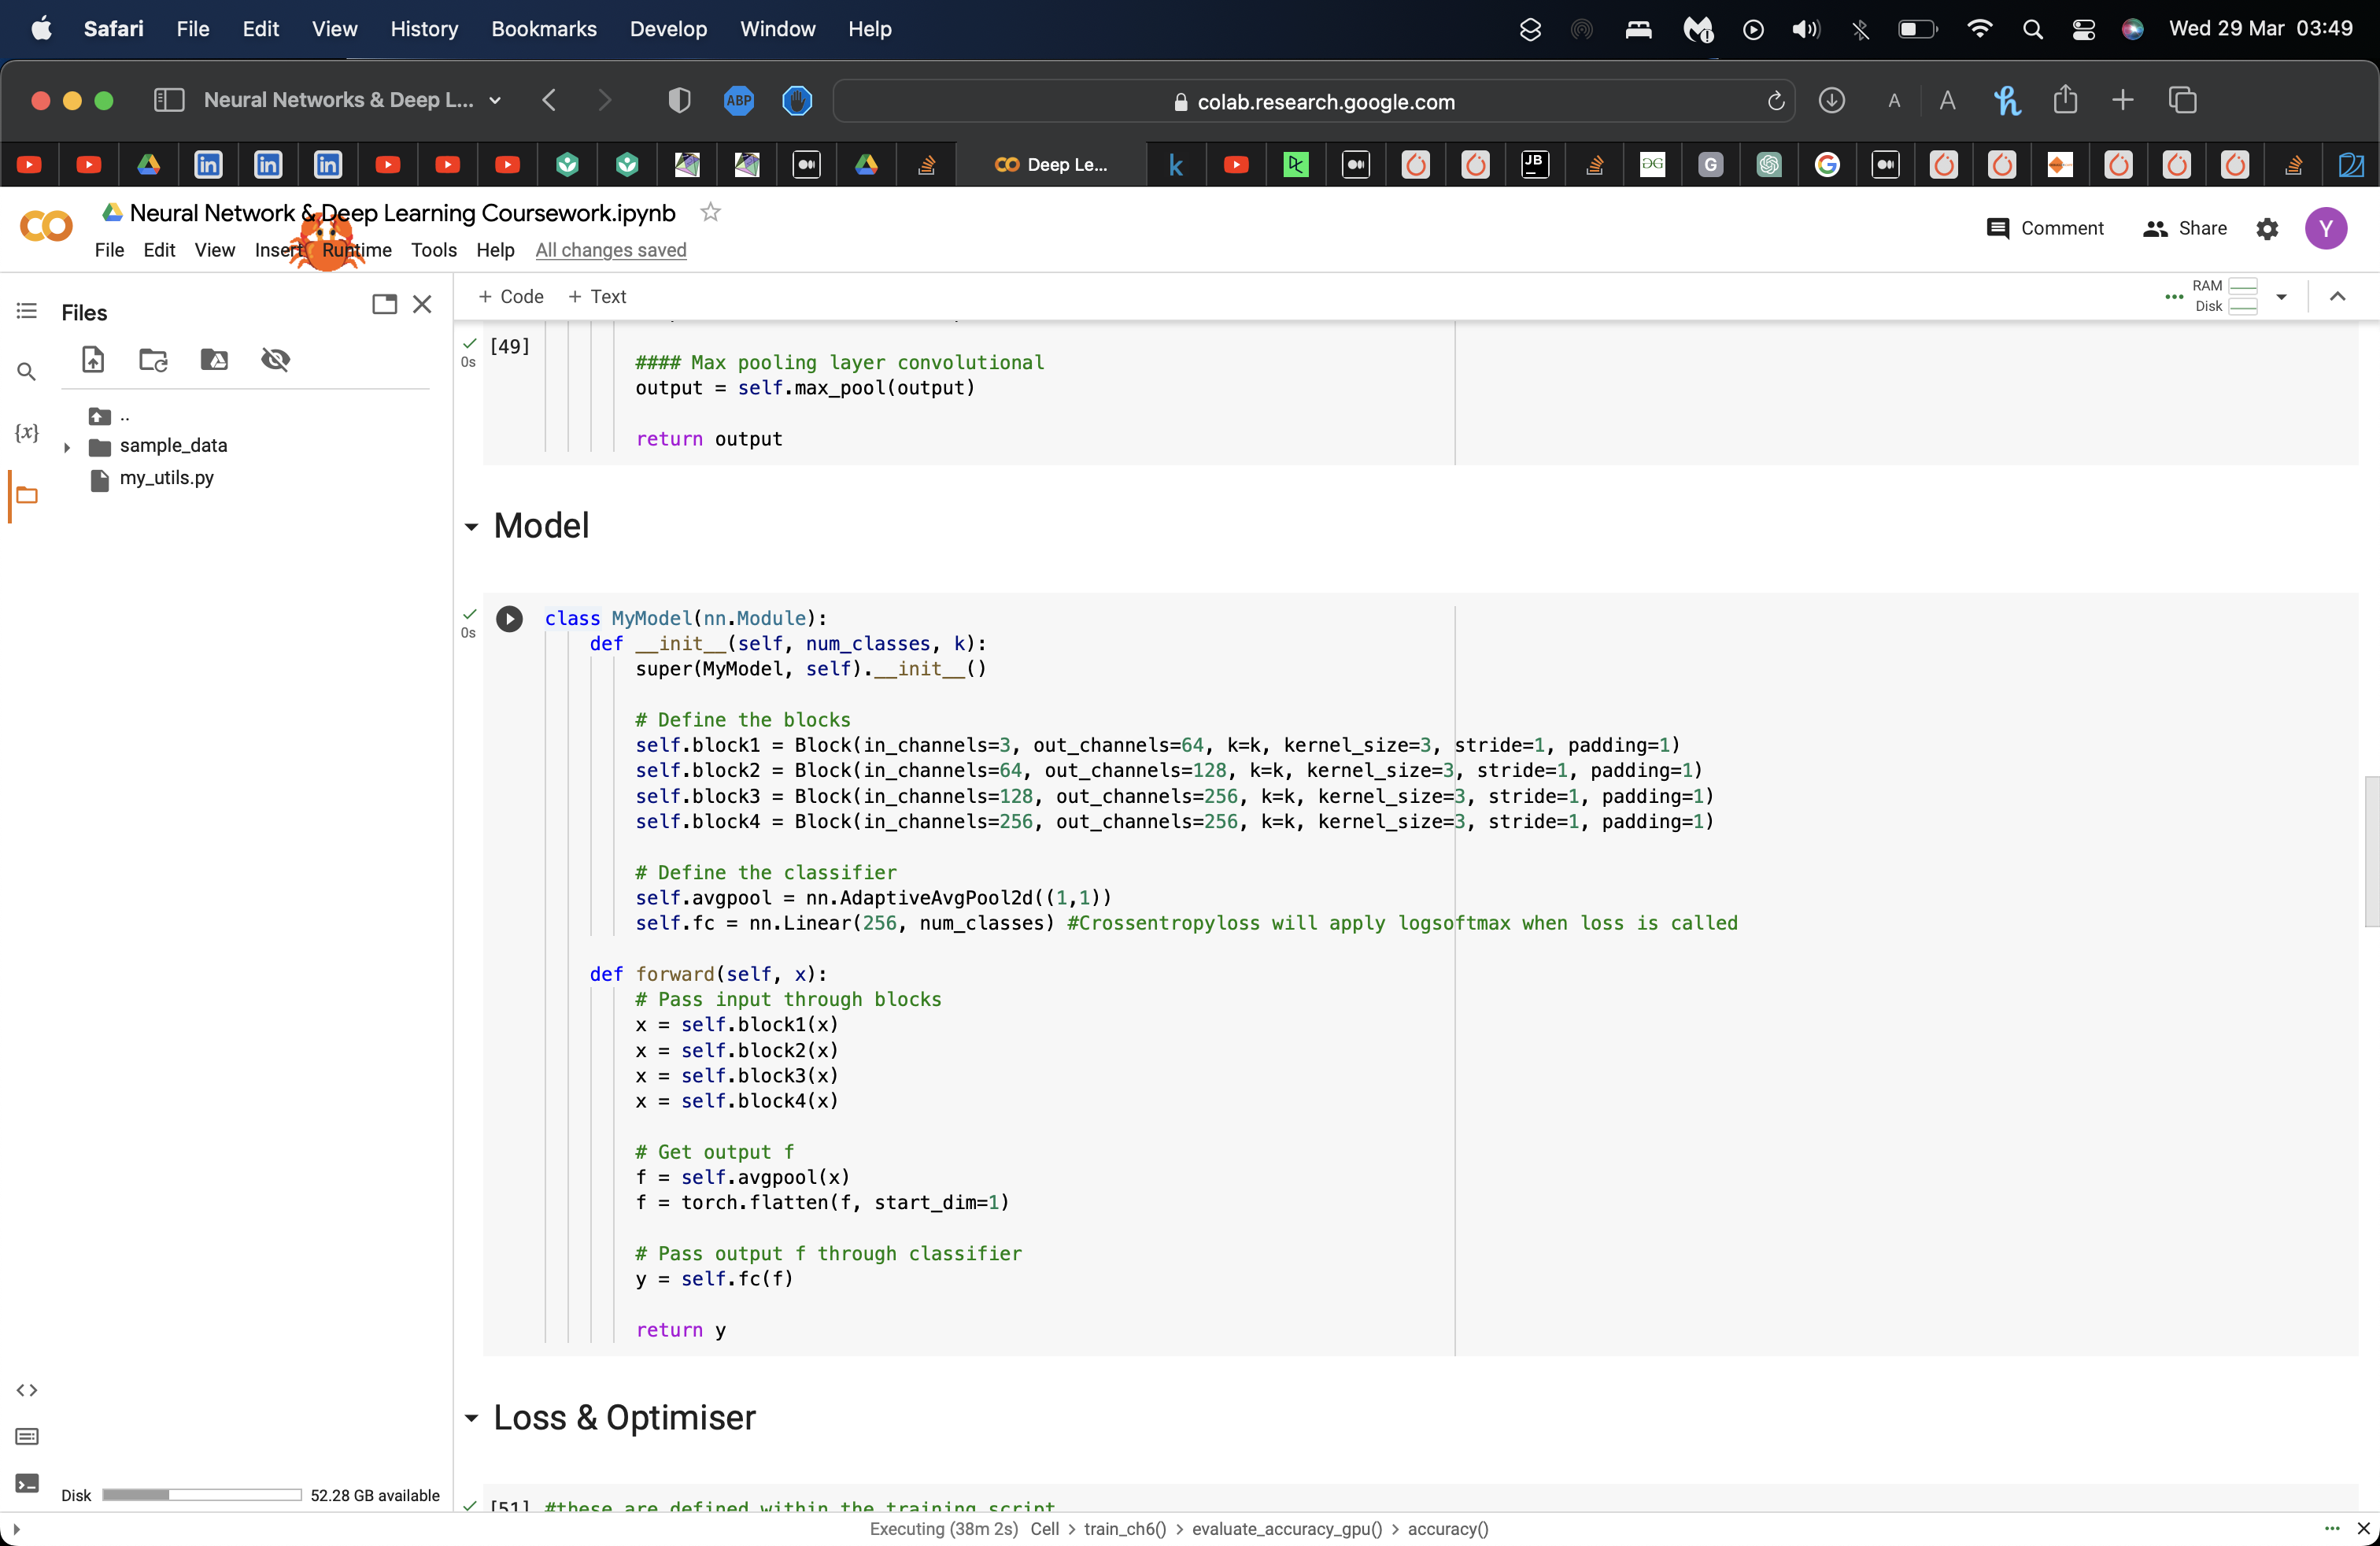 Safari File Edit View History Bookmarks Develop Window Help Wed 29 Mar 03:49
Neural Networks & Deep L... ABP colab.research.google.com A A
Deep Le... k JB G
Neural Network & Deep Learning Coursework.ipynb
File Edit View Insert Runtime Tools Help All changes saved
Comment Share Y
Files
+ Code + Text
RAM
Disk
..
sample_data
my_utils.py
{x}
[49]
0s
#### Max pooling layer convolutional
output = self.max_pool(output)
return output
Model
0s
class MyModel(nn.Module):
def __init__(self, num_classes, k):
super(MyModel, self).__init__()
# Define the blocks
self.block1 = Block(in_channels=3, out_channels=64, k=k, kernel_size=3, stride=1, padding=1)
self.block2 = Block(in_channels=64, out_channels=128, k=k, kernel_size=3, stride=1, padding=1)
self.block3 = Block(in_channels=128, out_channels=256, k=k, kernel_size=3, stride=1, padding=1)
self.block4 = Block(in_channels=256, out_channels=256, k=k, kernel_size=3, stride=1, padding=1)
# Define the classifier
self.avgpool = nn.AdaptiveAvgPool2d((1,1))
self.fc = nn.Linear(256, num_classes) #Crossentropyloss will apply logsoftmax when loss is called
def forward(self, x):
# Pass input through blocks
x = self.block1(x)
x = self.block2(x)
x = self.block3(x)
x = self.block4(x)
# Get output f
f = self.avgpool(x)
f = torch.flatten(f, start_dim=1)
# Pass output f through classifier
y = self.fc(f)
return y
Loss & Optimiser
[51] #these are defined within the training script
Disk 52.28 GB available
Executing (38m 2s) Cell > train_ch6() > evaluate_accuracy_gpu() > accuracy()